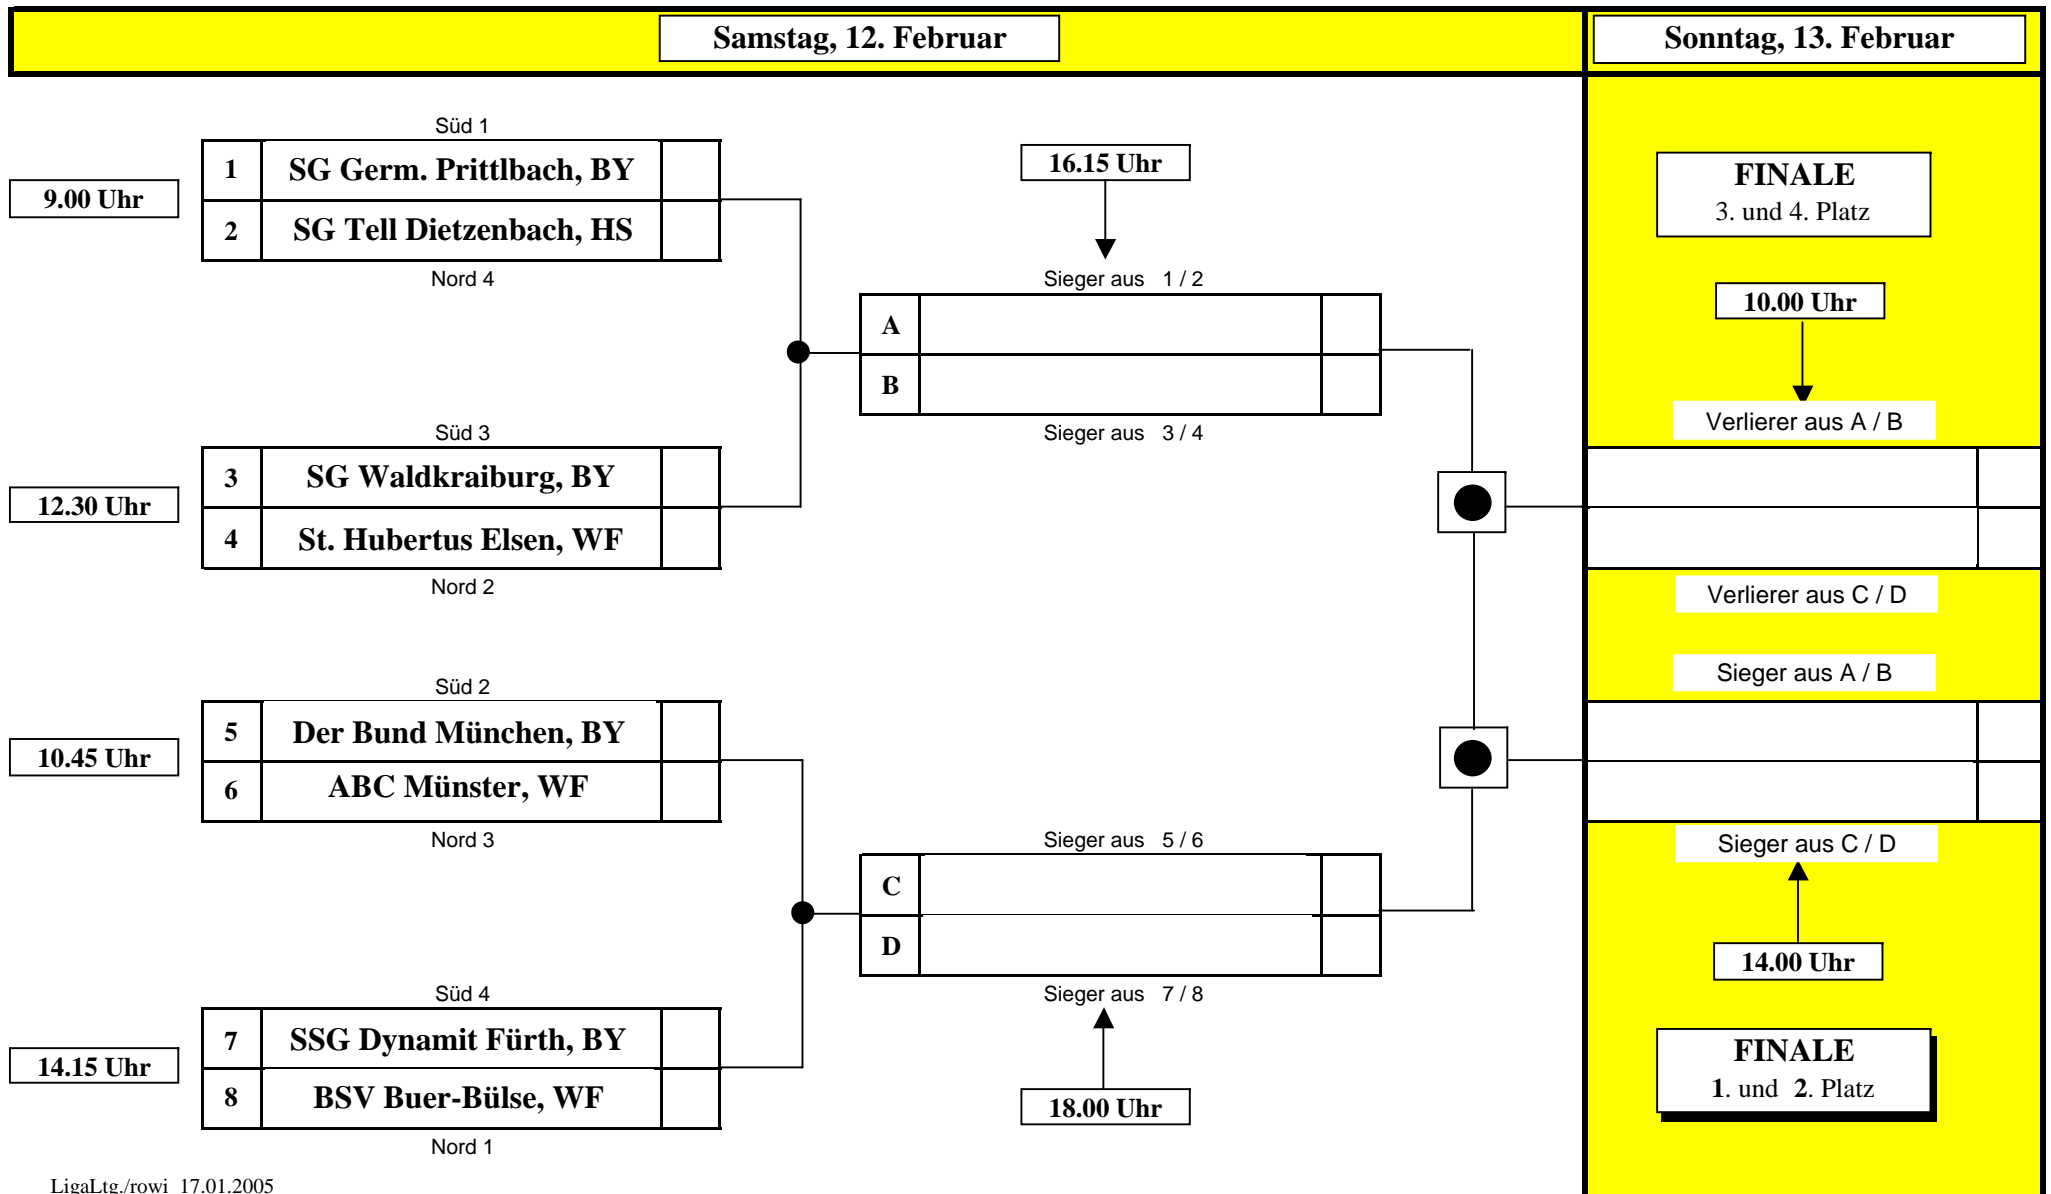 Samstag, 12. Februar
Sonntag, 13. Februar
Süd 1
9.00 Uhr
1 SG Germ. Prittlbach, BY
2 SG Tell Dietzenbach, HS
Nord 4
Süd 3
12.30 Uhr
3 SG Waldkraiburg, BY
4 St. Hubertus Elsen, WF
Nord 2
Süd 2
10.45 Uhr
5 Der Bund München, BY
6 ABC Münster, WF
Nord 3
Süd 4
14.15 Uhr
7 SSG Dynamit Fürth, BY
8 BSV Buer-Bülse, WF
Nord 1
16.15 Uhr
Sieger aus 1 / 2
A
B
Sieger aus 3 / 4
Sieger aus 5 / 6
C
D
Sieger aus 7 / 8
18.00 Uhr
FINALE
3. und 4. Platz
10.00 Uhr
Verlierer aus A / B
Verlierer aus C / D
Sieger aus A / B
Sieger aus C / D
14.00 Uhr
FINALE
1. und 2. Platz
LigaLtg./rowi 17.01.2005